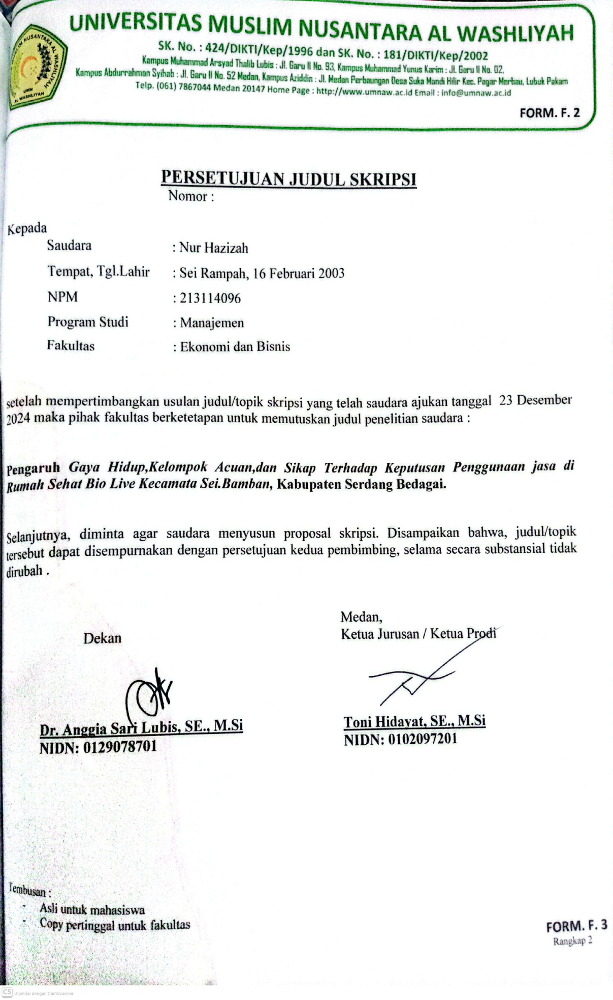 UNIVERSITAS MUSLIM NUSANTARA AL WASHLIYAH
SK. No. : 424/DIKTI/Kep/1996 dan SK. No. : 181/DIKTI/Kep/2002
Kampus Muhammad Arsyad Thalib Lubis : Jl. Garu II No. 93, Kampus Muhammad Yunus Karim : Jl. Garu II No. 02,
Kampus Abdurrahman Syihab : Jl. Garu II No. 52 Medan, Kampus Aziddin : Jl. Medan Perbaungan Desa Suka Mandi Hilir Kec. Pagar Merbau, Lubuk Pakam
Telp. (061) 7867044 Medan 20147 Home Page : http://www.umnaw.ac.id Email : info@umnaw.ac.id
MUSLIM NUSANTARA AL WASHLIYAH
UMN
AL WASHLIYAH
FORM. F. 2
PERSETUJUAN JUDUL SKRIPSI
Nomor :
Kepada
Saudara : Nur Hazizah
Tempat, Tgl.Lahir : Sei Rampah, 16 Februari 2003
NPM : 213114096
Program Studi : Manajemen
Fakultas : Ekonomi dan Bisnis
setelah mempertimbangkan usulan judul/topik skripsi yang telah saudara ajukan tanggal 23 Desember
2024 maka pihak fakultas berketetapan untuk memutuskan judul penelitian saudara :
Pengaruh Gaya Hidup,Kelompok Acuan,dan Sikap Terhadap Keputusan Penggunaan jasa di
Rumah Sehat Bio Live Kecamata Sei.Bamban, Kabupaten Serdang Bedagai.
Selanjutnya, diminta agar saudara menyusun proposal skripsi. Disampaikan bahwa, judul/topik
tersebut dapat disempurnakan dengan persetujuan kedua pembimbing, selama secara substansial tidak
dirubah .
Medan,
Dekan
Ketua Jurusan / Ketua Prodi
Dr. Anggia Sari Lubis, SE., M.Si
NIDN: 0129078701
Toni Hidayat, SE., M.Si
NIDN: 0102097201
Tembusan :
- Asli untuk mahasiswa
- Copy pertinggal untuk fakultas
FORM. F. 3
Rangkap 2
CS Dipindai dengan CamScanner